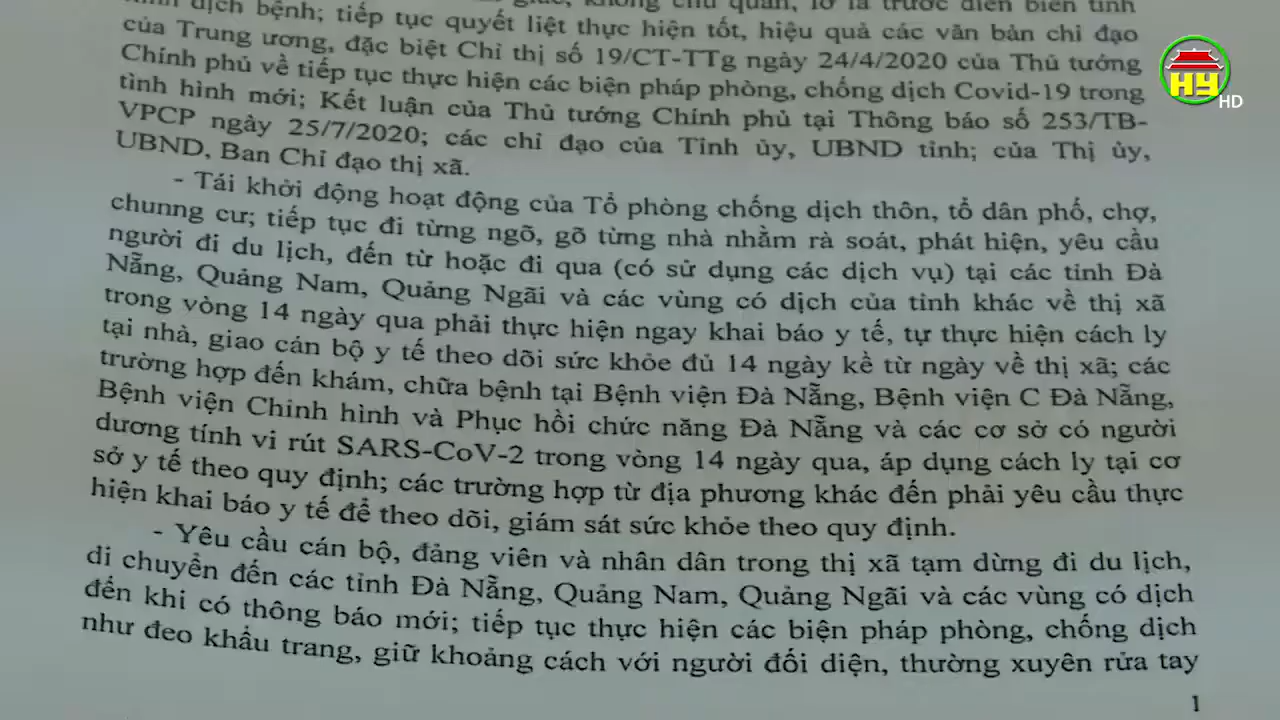 dịch bệnh; tiếp tục quyết liệt thực hiện tốt, hiệu quả các văn bản chỉ đạo
của Trung ương, đặc biệt Chỉ thị số 19/CT-TTg ngày 24/4/2020 của Thủ tướng
Chính phủ về tiếp tục thực hiện các biện pháp phòng, chống dịch Covid-19 trong
tình hình mới; Kết luận của Thủ tướng Chính phủ tại Thông báo số 253/TB-
VPCP ngày 25/7/2020; các chỉ đạo của Tỉnh ủy, UBND tỉnh; của Thị ủy,
UBND, Ban Chỉ đạo thị xã.
- Tái khởi động hoạt động của Tổ phòng chống dịch thôn, tổ dân phố, chợ,
chunng cư; tiếp tục đi từng ngõ, gõ từng nhà nhằm rà soát, phát hiện, yêu cầu
người đi du lịch, đến từ hoặc đi qua (có sử dụng các dịch vụ) tại các tỉnh Đà
Nẵng, Quảng Nam, Quảng Ngãi và các vùng có dịch của tỉnh khác về thị xã
trong vòng 14 ngày qua phải thực hiện ngay khai báo y tế, tự thực hiện cách ly
tại nhà, giao cán bộ y tế theo dõi sức khỏe đủ 14 ngày kể từ ngày về thị xã; các
trường hợp đến khám, chữa bệnh tại Bệnh viện Đà Nẵng, Bệnh viện C Đà Nẵng,
Bệnh viện Chỉnh hình và Phục hồi chức năng Đà Nẵng và các cơ sở có người
dương tính vi rút SARS-CoV-2 trong vòng 14 ngày qua, áp dụng cách ly tại cơ
sở y tế theo quy định; các trường hợp từ địa phương khác đến phải yêu cầu thực
hiện khai báo y tế để theo dõi, giám sát sức khỏe theo quy định.
- Yêu cầu cán bộ, đảng viên và nhân dân trong thị xã tạm dừng đi du lịch,
di chuyển đến các tỉnh Đà Nẵng, Quảng Nam, Quảng Ngãi và các vùng có dịch
đến khi có thông báo mới; tiếp tục thực hiện các biện pháp phòng, chống dịch
như đeo khẩu trang, giữ khoảng cách với người đối diện, thường xuyên rửa tay
1
HY
HD